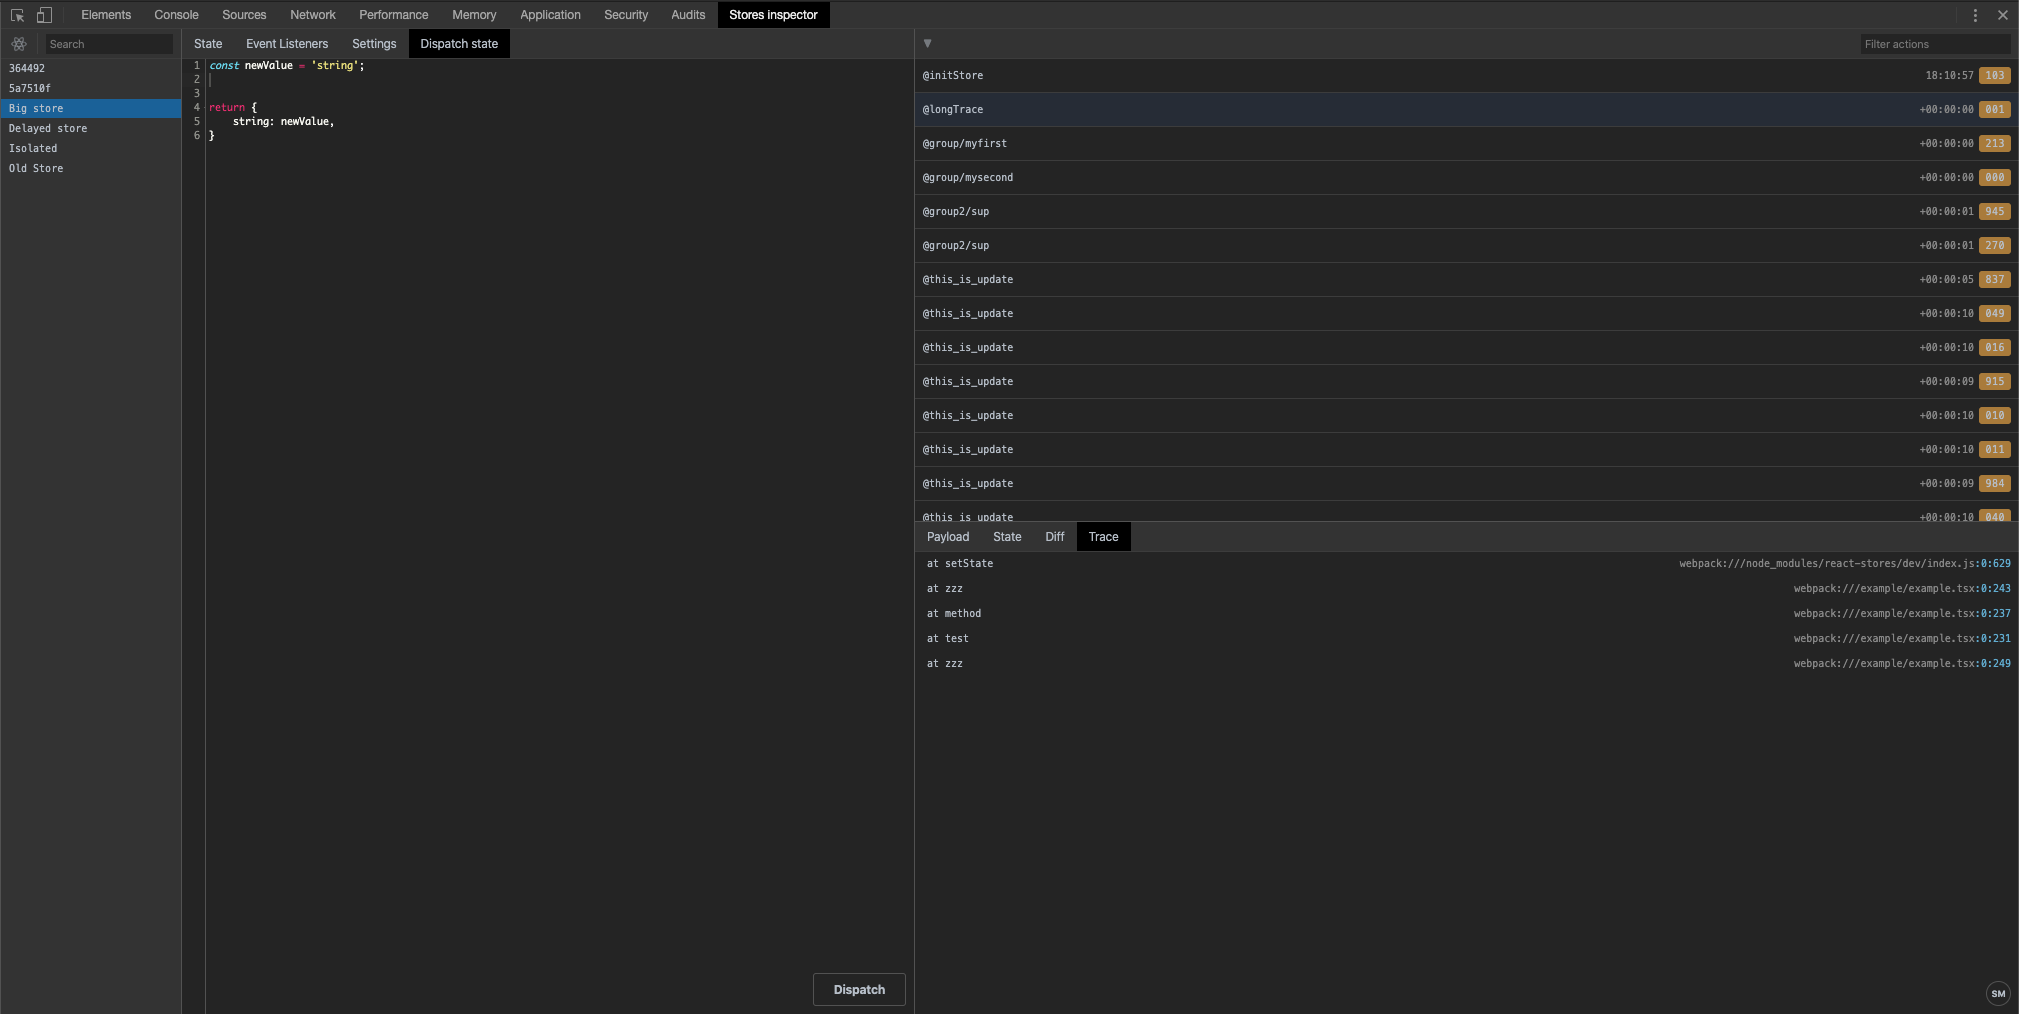 Elements Console Sources Network Performance Memory Application Security Audits Stores inspector
Search
364492
5a7510f
Big store
Delayed store
Isolated
Old Store
State Event Listeners Settings Dispatch state
1 const newValue = 'string';
2
3
4 return {
5 string: newValue,
6 }
Dispatch
Filter actions
@initStore 18:10:57 103
@longTrace +00:00:00 001
@group/myfirst +00:00:00 213
@group/mysecond +00:00:00 000
@group2/sup +00:00:01 945
@group2/sup +00:00:01 270
@this_is_update +00:00:05 837
@this_is_update +00:00:10 049
@this_is_update +00:00:10 016
@this_is_update +00:00:09 915
@this_is_update +00:00:10 010
@this_is_update +00:00:10 011
@this_is_update +00:00:09 984
@this_is_update +00:00:10 040
Payload State Diff Trace
at setState webpack:///node_modules/react-stores/dev/index.js:0:629
at zzz webpack:///example/example.tsx:0:243
at method webpack:///example/example.tsx:0:237
at test webpack:///example/example.tsx:0:231
at zzz webpack:///example/example.tsx:0:249
SM